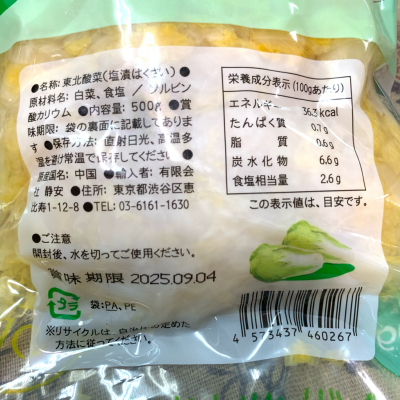 ●名称：東北酸菜（塩漬はくさい）●
原材料名：白菜、食塩 ／ ソルビン
酸カリウム ●内容量：500g ●賞
味期限：袋の裏面に記載してありま
す ●保存方法：直射日光、高温多
湿を避け常温で保存してください。●
原産国名：中国 ●輸入者：有限会
社 静安 ●住所：東京都渋谷区恵
比寿1-12-8 ●TEL：03-6161-1630
栄養成分表示（100gあたり）
エネルギー 36.3kcal
たんぱく質 0.7g
脂質 0.6g
炭水化物 6.6g
食塩相当量 2.6g
この表示値は、目安です。
●ご注意
開封後、水を切ってご使用ください。
賞味期限 2025.09.04
プラ
袋:PA、PE
※リサイクルは、自治体の定めた
方法に従ってください。
4 573437 460267